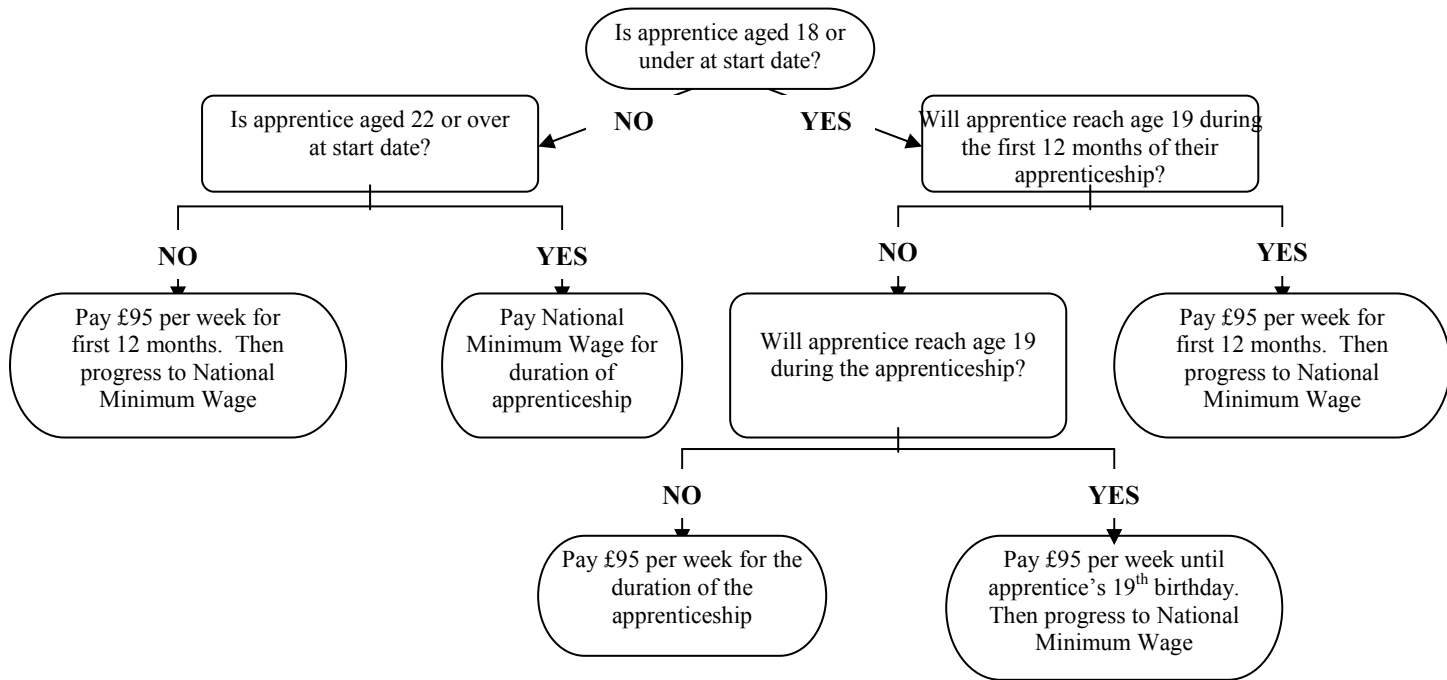 Is apprentice aged 18 or
under at start date?
NO
YES
Is apprentice aged 22 or over
at start date?
Will apprentice reach age 19 during
the first 12 months of their
apprenticeship?
NO
YES
NO
YES
Pay £95 per week for
first 12 months. Then
progress to National
Minimum Wage
Pay National
Minimum Wage for
duration of
apprenticeship
Will apprentice reach age 19
during the apprenticeship?
Pay £95 per week for
first 12 months. Then
progress to National
Minimum Wage
NO
YES
Pay £95 per week for the
duration of the
apprenticeship
Pay £95 per week until
apprentice’s 19th birthday.
Then progress to National
Minimum Wage